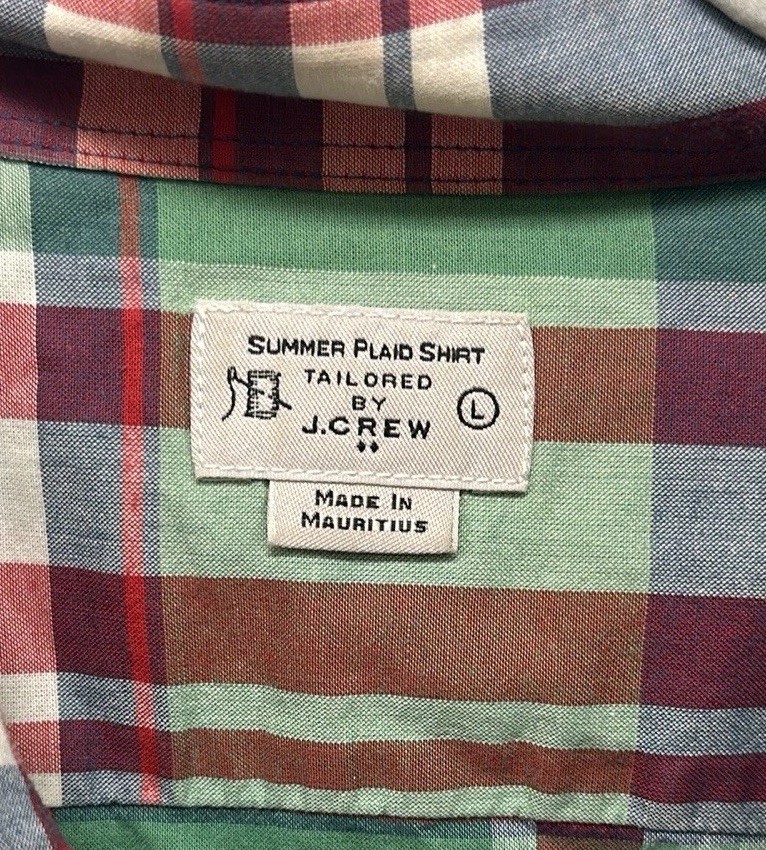 SUMMER PLAID SHIRT
TAILORED
BY
J.CREW
L
MADE IN
MAURITIUS